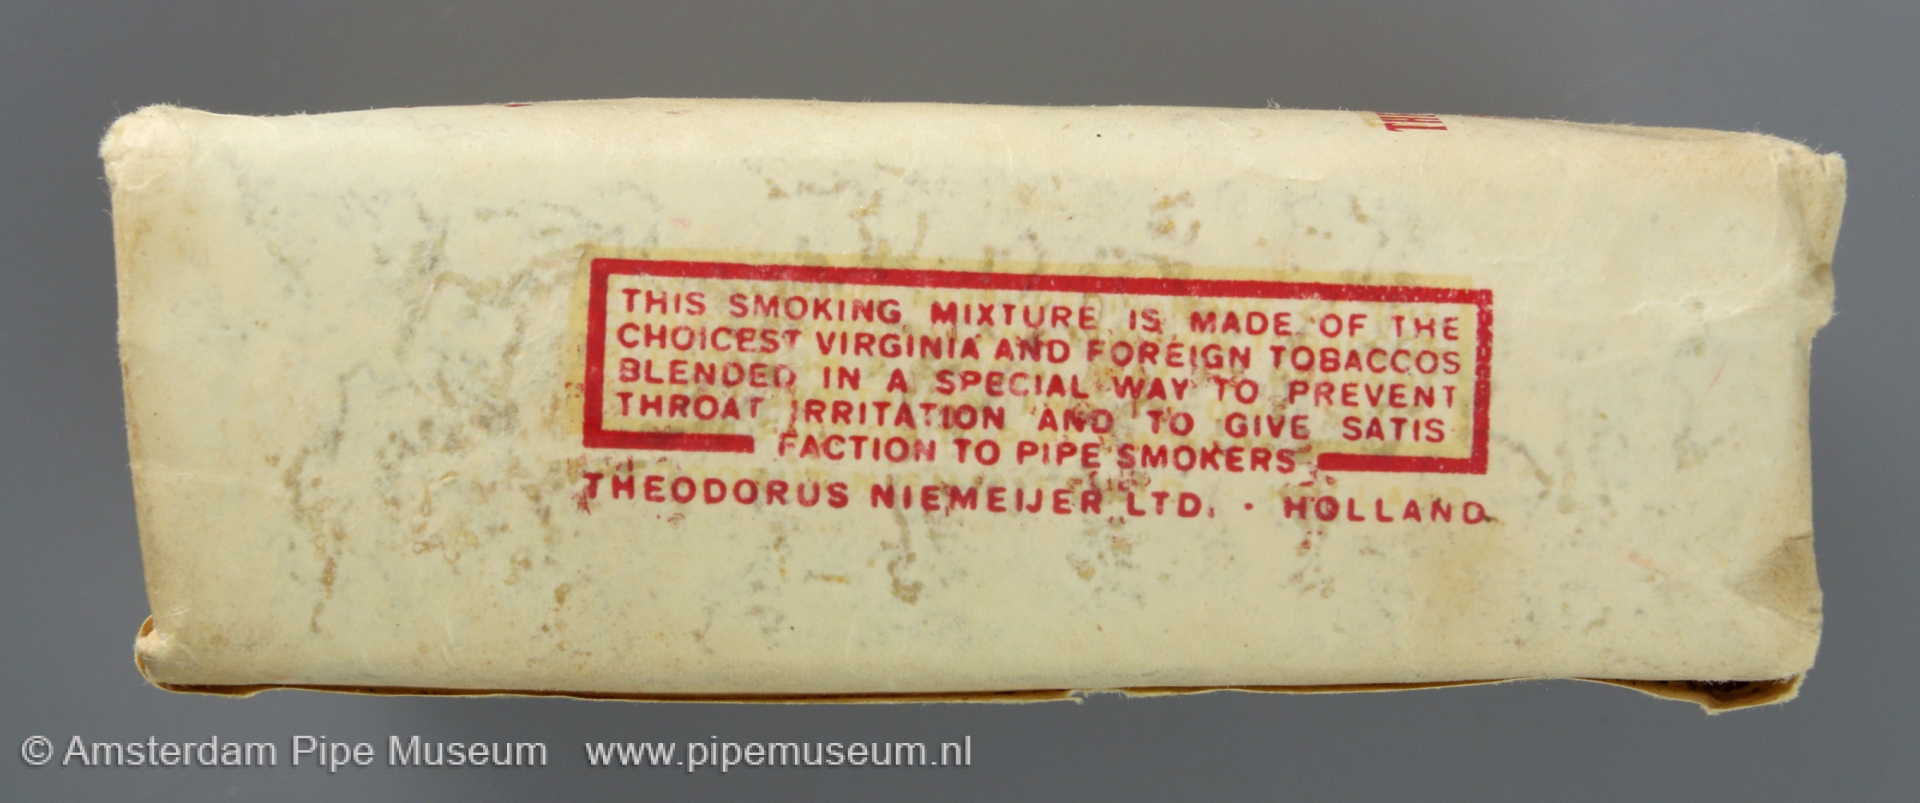 THIS SMOKING MIXTURE IS MADE OF THE
CHOICEST VIRGINIA AND FOREIGN TOBACCOS
BLENDED IN A SPECIAL WAY TO PREVENT
THROAT IRRITATION AND TO GIVE SATIS
FACTION TO PIPE SMOKERS
THEODORUS NIEMEIJER LTD. · HOLLAND
© Amsterdam Pipe Museum www.pipemuseum.nl